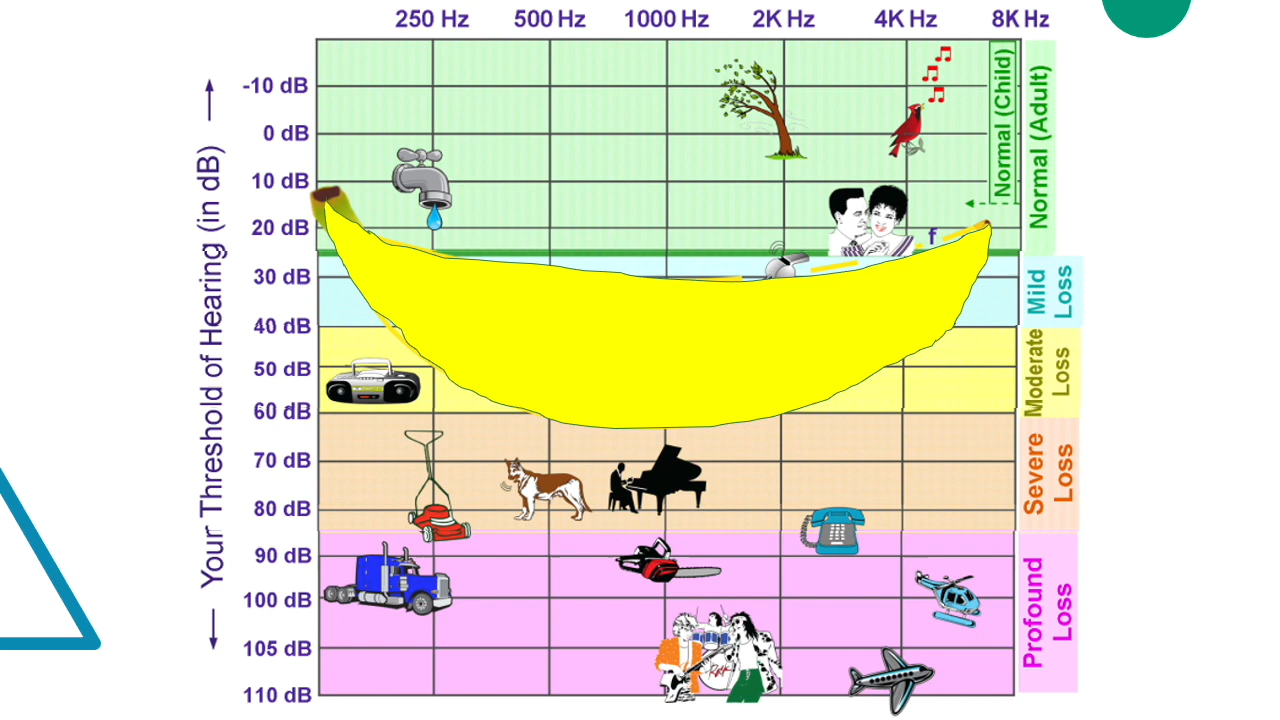 250 Hz 500 Hz 1000 Hz 2K Hz 4K Hz 8K Hz
-10 dB
0 dB
10 dB
20 dB
30 dB
40 dB
50 dB
60 dB
70 dB
80 dB
90 dB
100 dB
105 dB
110 dB
Your Threshold of Hearing (in dB)
f
Normal (Child)
Normal (Adult)
Mild
Loss
Moderate
Loss
Severe
Loss
Profound
Loss
Rock